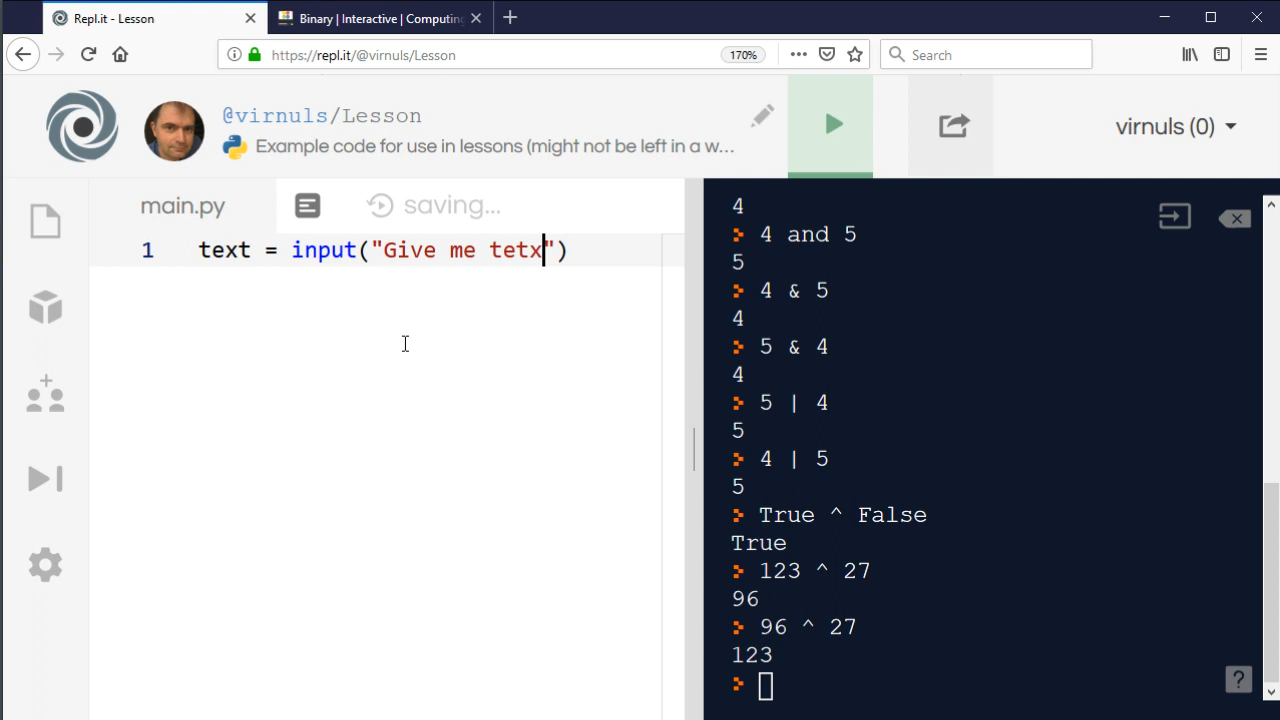 Repl.it - Lesson
Binary | Interactive | Computing
https://repl.it/@virnuls/Lesson
170%
Search
@virnuls/Lesson
Example code for use in lessons (might not be left in a w...
virnuls (0)
main.py
saving...
1 text = input("Give me tetx")
4
4 and 5
5
4 & 5
4
5 & 4
4
5 | 4
5
4 | 5
5
True ^ False
True
123 ^ 27
96
96 ^ 27
123
?